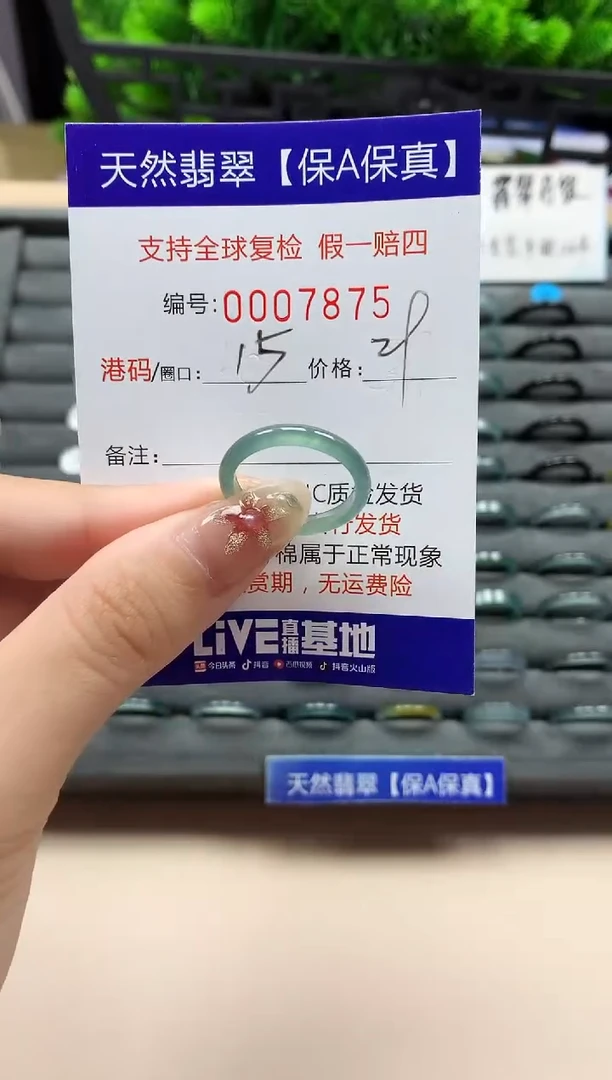 天然翡翠【保A保真】
支持全球复检 假一赔四
编号:0007875
港码/圈口: 15 价格:
备注:
IC质检发货
发货
棉属于正常现象
赏期，无运费险
LiVE直播基地
今日头条 抖音 西瓜视频 抖音火山版
天然翡翠【保A保真】